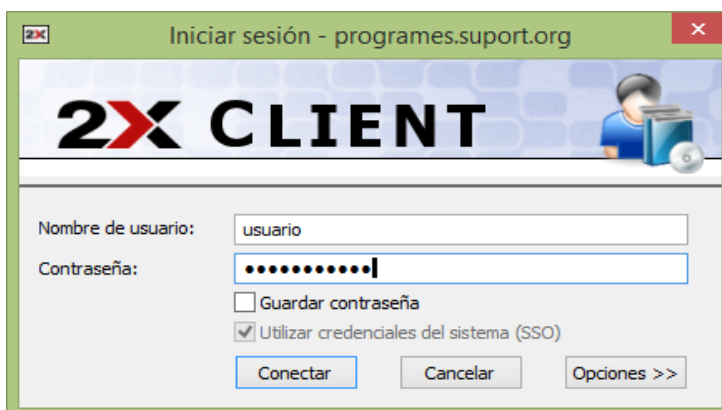 2X Iniciar sesión - programes.suport.org
2X CLIENT
Nombre de usuario: usuario
Contraseña: •••••••••••
Guardar contraseña
Utilizar credenciales del sistema (SSO)
Conectar Cancelar Opciones >>